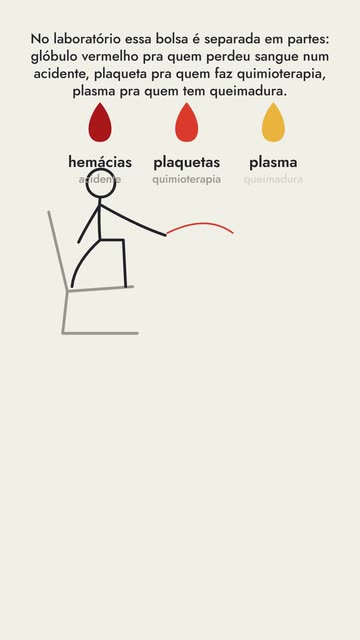 No laboratório essa bolsa é separada em partes:
glóbulo vermelho pra quem perdeu sangue num
acidente, plaqueta pra quem faz quimioterapia,
plasma pra quem tem queimadura.
hemácias plaquetas plasma
acidente quimioterapia queimadura